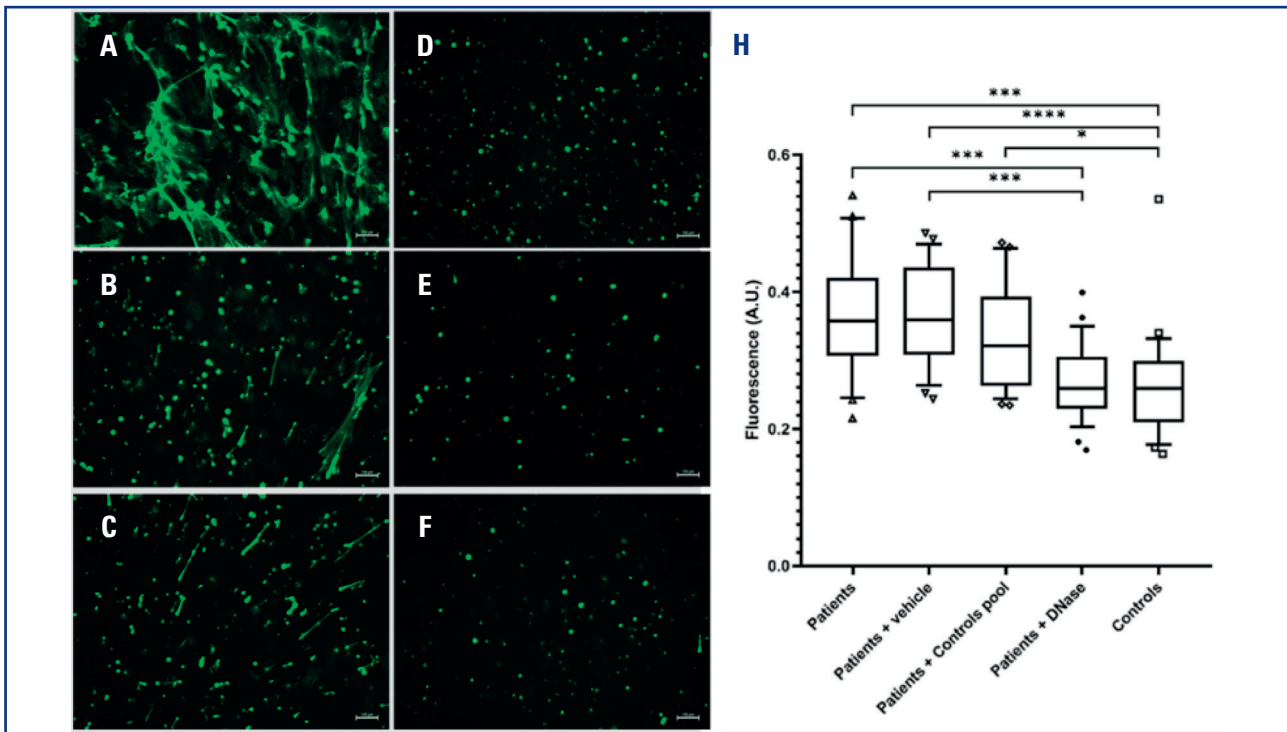 A
D
H
B
E
C
F
***
****
*
***
***
0.6
0.4
0.2
0.0
Fluorescence (A.U.)
Patients
Patients + vehicle
Patients + Controls pool
Patients + DNase
Controls